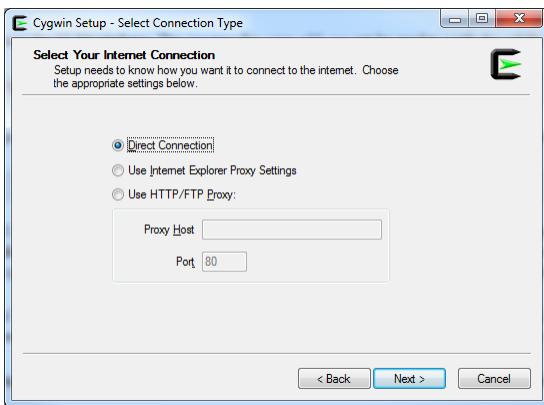 Cygwin Setup - Select Connection Type
Select Your Internet Connection
Setup needs to know how you want it to connect to the internet. Choose
the appropriate settings below.
Direct Connection
Use Internet Explorer Proxy Settings
Use HTTP/FTP Proxy:
Proxy Host
Port 80
< Back Next > Cancel